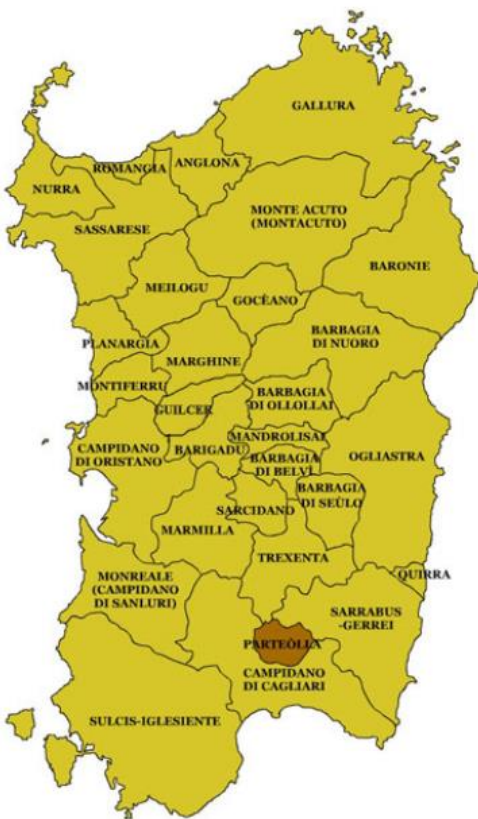 GALLURA
ROMANGIA
ANGLONA
NURRA
SASSARESE
MONTE ACUTO
(MONTACUTO)
BARONIE
MEILOGU
GOCÈANO
PLANARGIA
MARGHINE
BARBAGIA
DI NUORO
MONTIFERRU
GUILCER
BARBAGIA
DI OLLOLAI
CAMPIDANO
DI ORISTANO
BARIGADU
MANDROLISAI
BARBAGIA
DI BELVÌ
OGLIASTRA
BARBAGIA
DI SEÙLO
SARCIDANO
MARMILLA
TREXENTA
MONREALE
(CAMPIDANO
DI SANLURI)
QUIRRA
SARRABUS
-GERREI
PARTEÒLLA
CAMPIDANO
DI CAGLIARI
SULCIS-IGLESIENTE